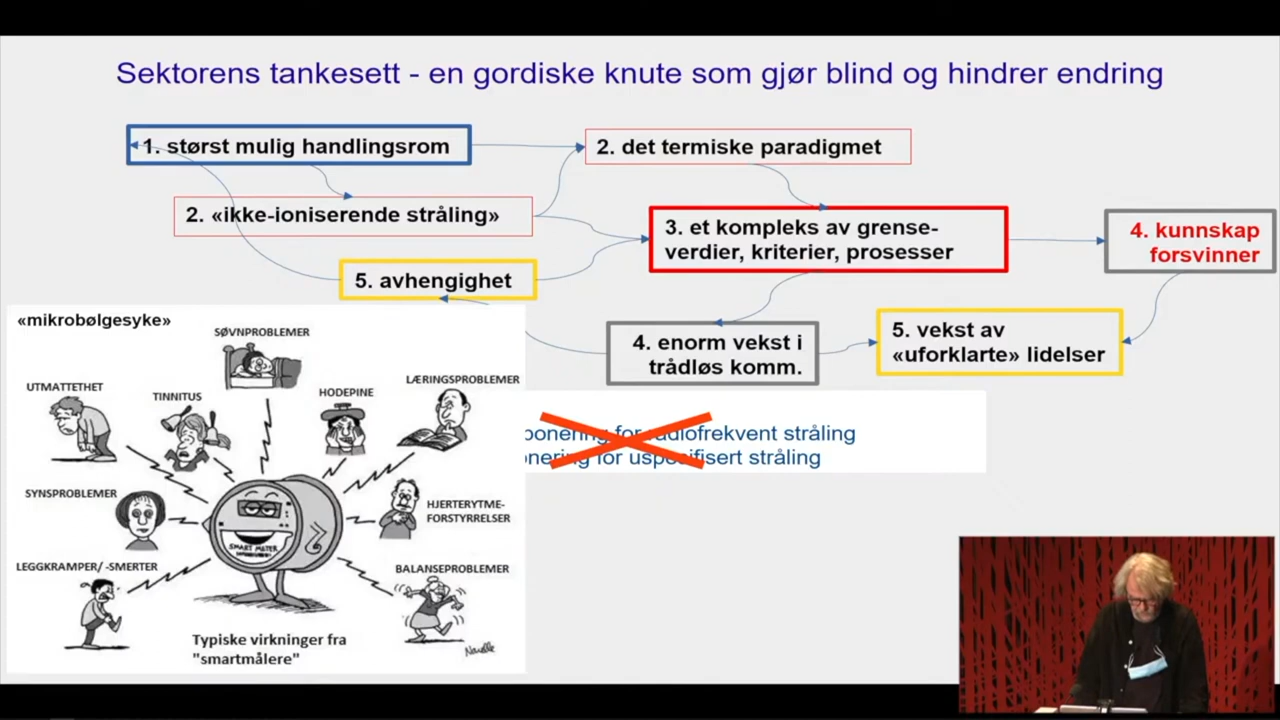 Sektorens tankesett - en gordiske knute som gjør blind og hindrer endring
1. størst mulig handlingsrom
2. det termiske paradigmet
2. «ikke-ioniserende stråling»
3. et kompleks av grense-
verdier, kriterier, prosesser
4. kunnskap
forsvinner
5. avhengighet
4. enorm vekst i
trådløs komm.
5. vekst av
«uforklarte» lidelser
«mikrobølgesyke»
SØVNPROBLEMER
UTMATTETHET
TINNITUS
HODEPINE
LÆRINGSPROBLEMER
SYNSPROBLEMER
HJERTERYTME-
FORSTYRRELSER
SMART MATER
LEGGKRAMPER/ -SMERTER
BALANSEPROBLEMER
Typiske virkninger fra
"smartmålere"
for radiofrekvent stråling
for uspesifisert stråling